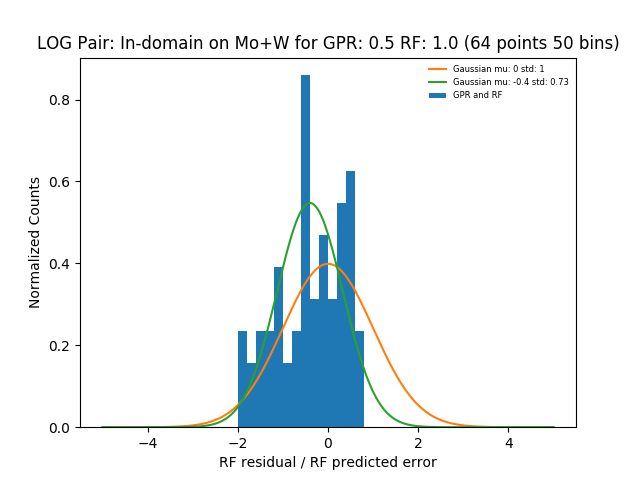 LOG Pair: In-domain on Mo+W for GPR: 0.5 RF: 1.0 (64 points 50 bins)
Gaussian mu: 0 std: 1
Gaussian mu: -0.4 std: 0.73
GPR and RF
0.8
0.6
0.4
0.2
0.0
Normalized Counts
−4
−2
0
2
4
RF residual / RF predicted error